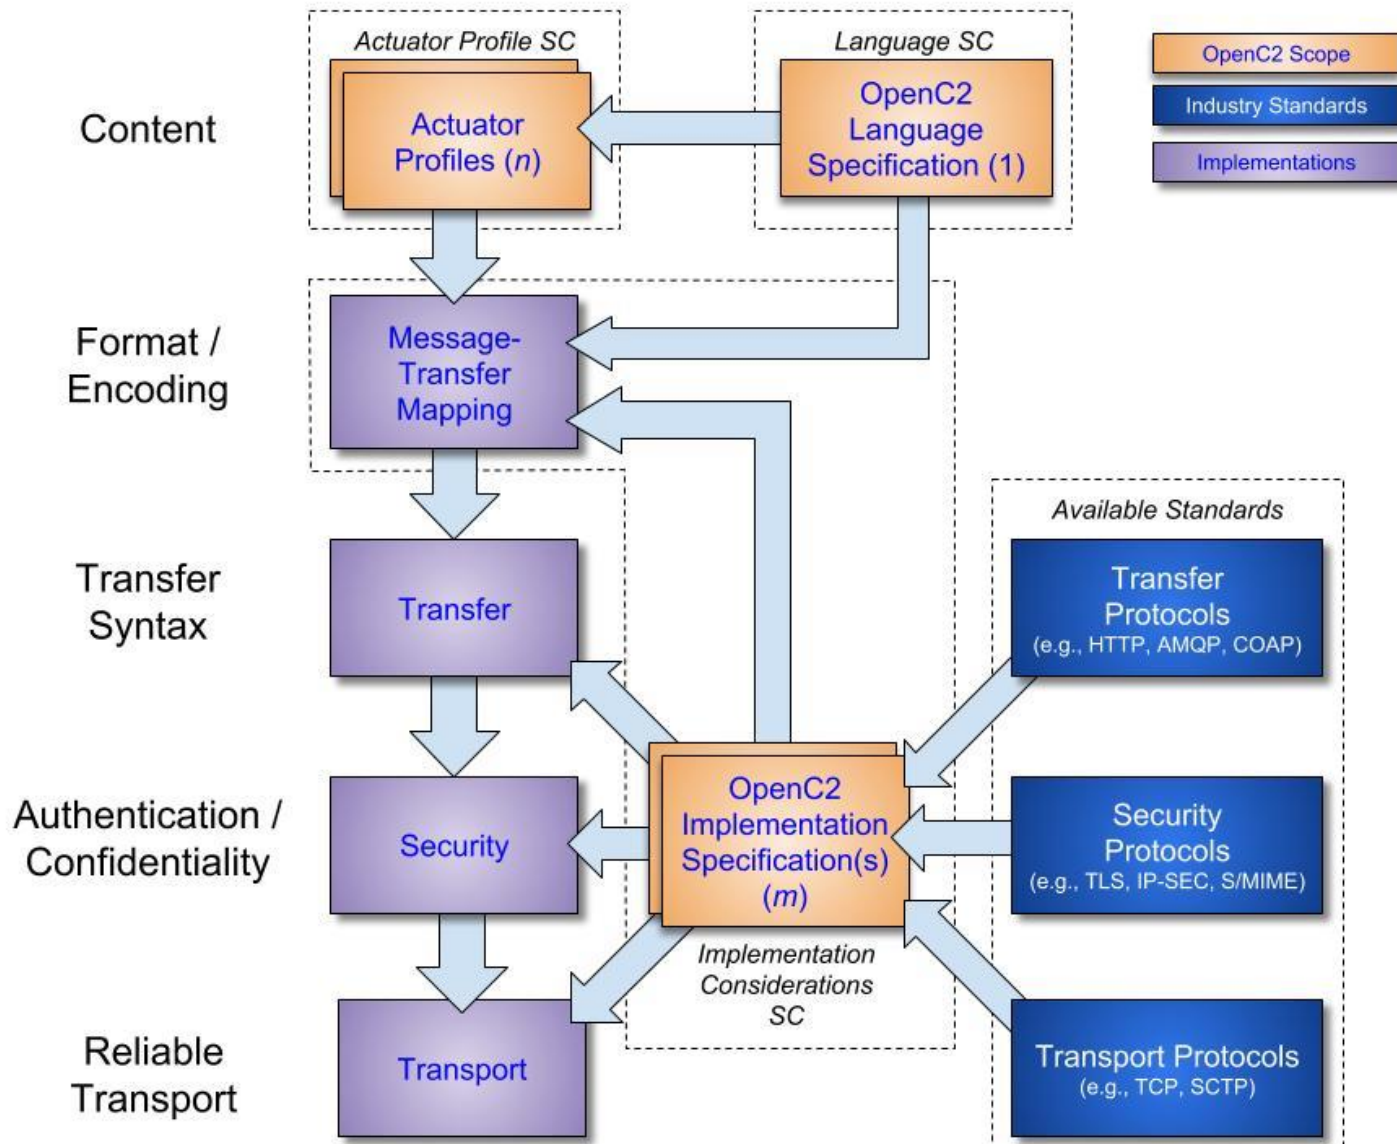 Actuator Profile SC
Language SC
OpenC2 Scope
Industry Standards
Implementations
Content
Actuator
Profiles (n)
OpenC2
Language
Specification (1)
Format /
Encoding
Message-
Transfer
Mapping
Available Standards
Transfer
Syntax
Transfer
Transfer
Protocols
(e.g., HTTP, AMQP, COAP)
Authentication /
Confidentiality
Security
OpenC2
Implementation
Specification(s)
(m)
Security
Protocols
(e.g., TLS, IP-SEC, S/MIME)
Implementation
Considerations
SC
Reliable
Transport
Transport
Transport Protocols
(e.g., TCP, SCTP)